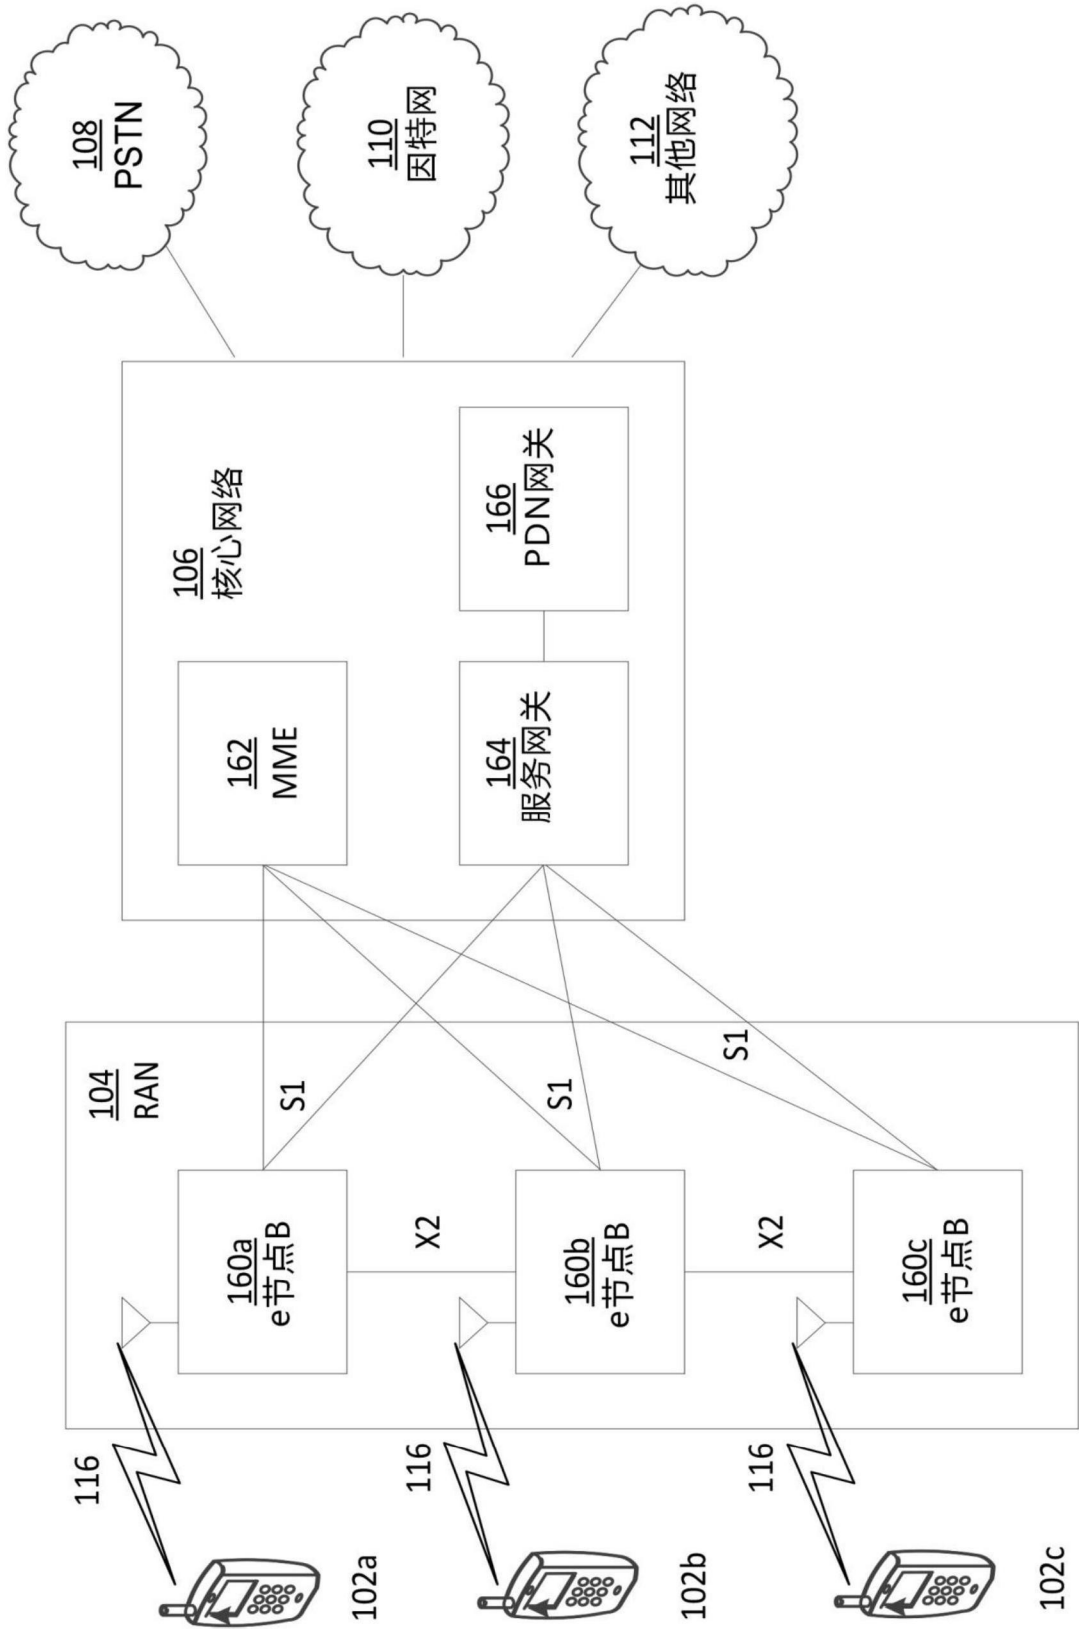 116
102a
116
102b
116
102c
104
RAN
160a
e节点B
X2
160b
e节点B
X2
160c
e节点B
S1
S1
S1
106
核心网络
162
MME
164
服务网关
166
PDN网关
108
PSTN
110
因特网
112
其他网络